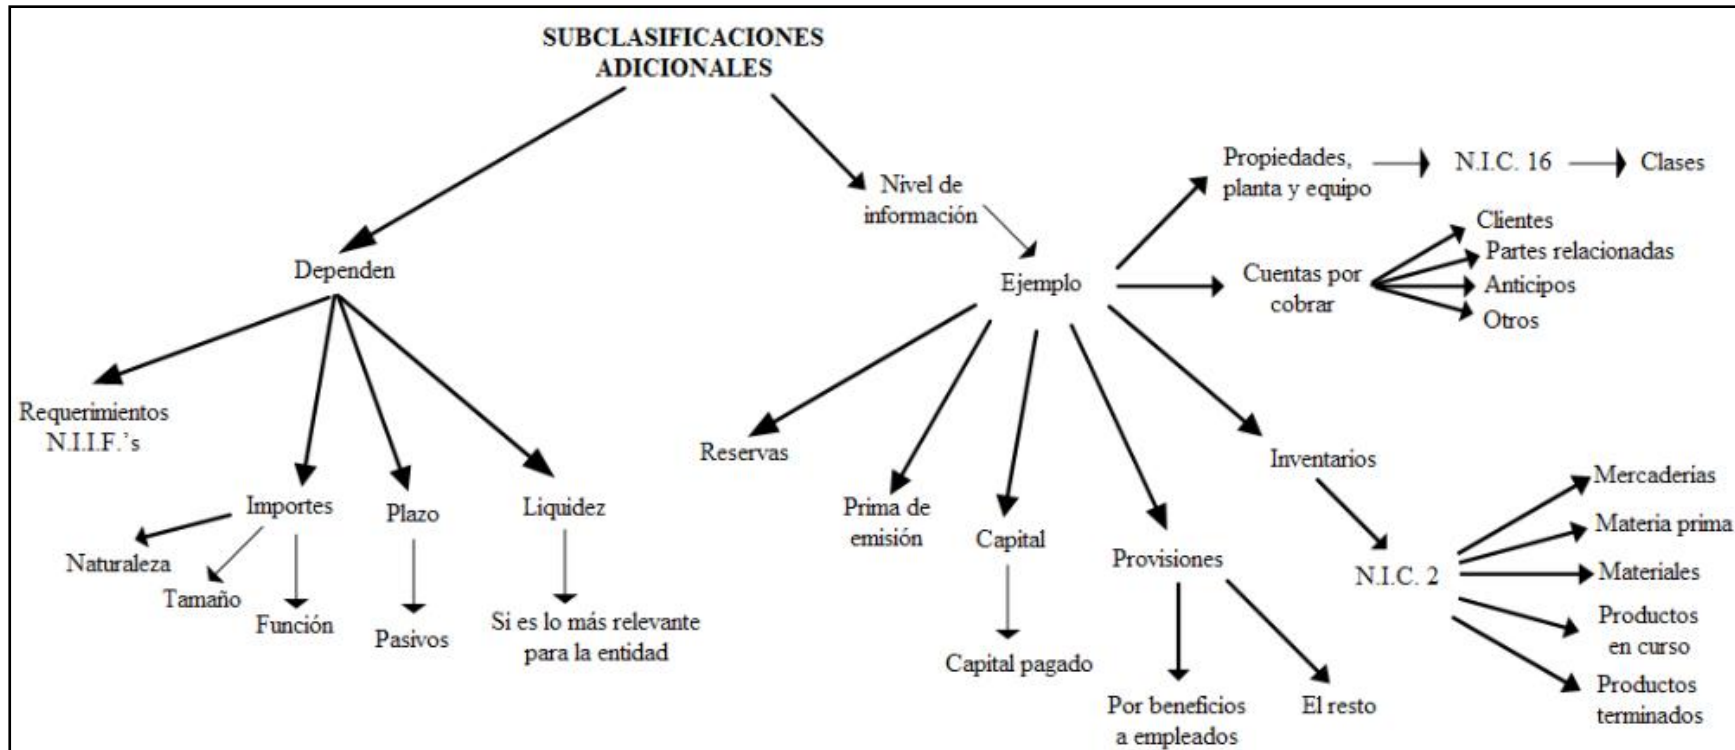 SUBCLASIFICACIONES
ADICIONALES
Dependen
Requerimientos
N.I.I.F.'s
Importes
Naturaleza
Tamaño
Función
Plazo
Pasivos
Liquidez
Si es lo más relevante
para la entidad
Nivel de
información
Ejemplo
Propiedades,
planta y equipo
N.I.C. 16
Clases
Cuentas por
cobrar
Clientes
Partes relacionadas
Anticipos
Otros
Reservas
Prima de
emisión
Capital
Capital pagado
Provisiones
Por beneficios
a empleados
El resto
Inventarios
N.I.C. 2
Mercaderías
Materia prima
Materiales
Productos
en curso
Productos
terminados